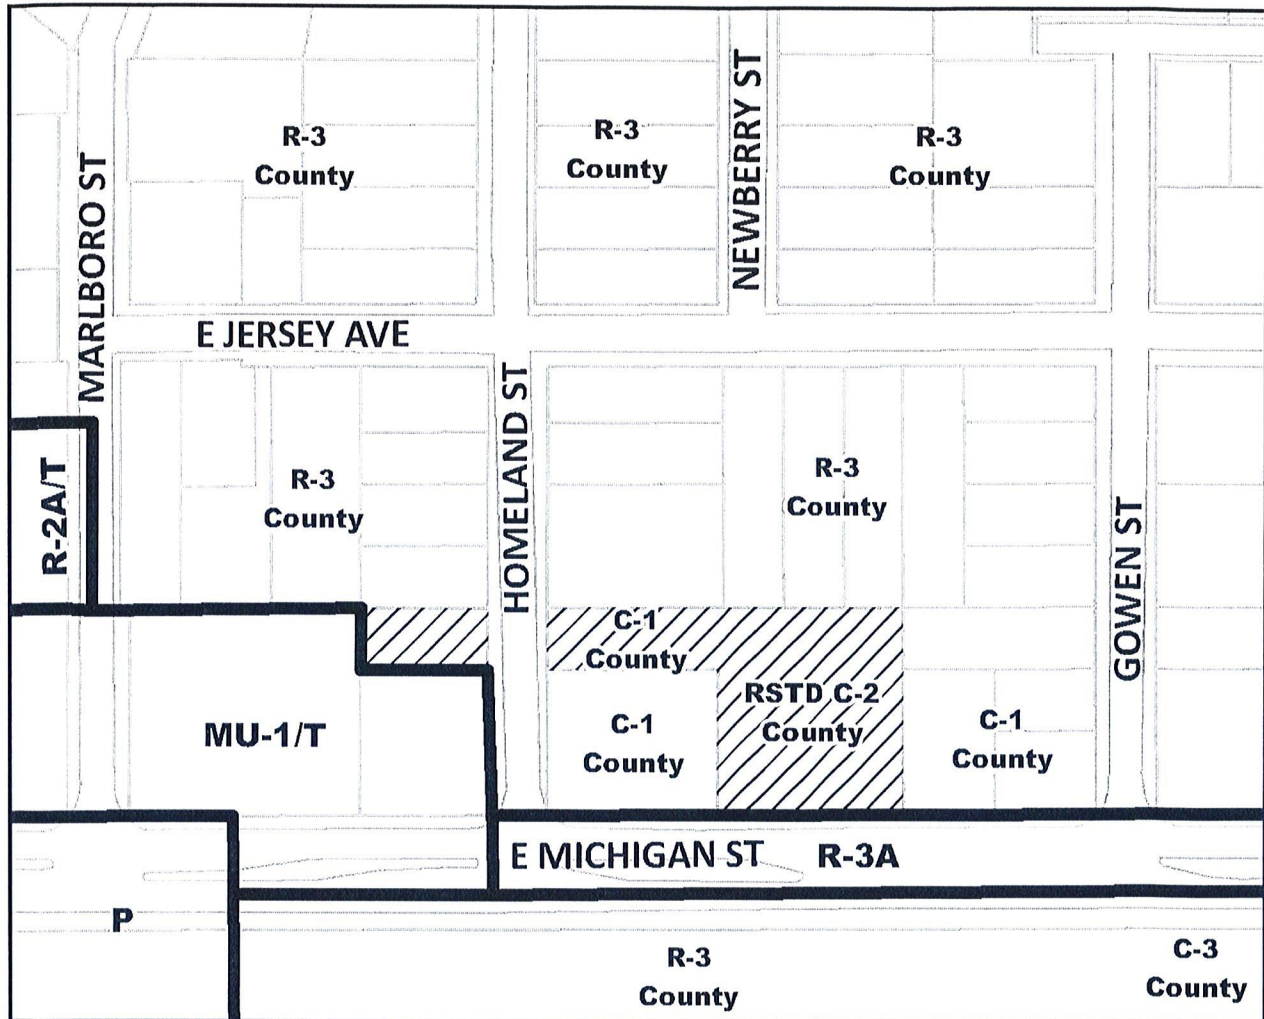 R-3
County
R-3
County
R-3
County
MARLBORO ST
NEWBERRY ST
E JERSEY AVE
HOMELAND ST
GOWEN ST
R-2A/T
R-3
County
R-3
County
C-1
County
RSTD C-2
County
MU-1/T
C-1
County
C-1
County
E MICHIGAN ST
R-3A
P
R-3
County
C-3
County